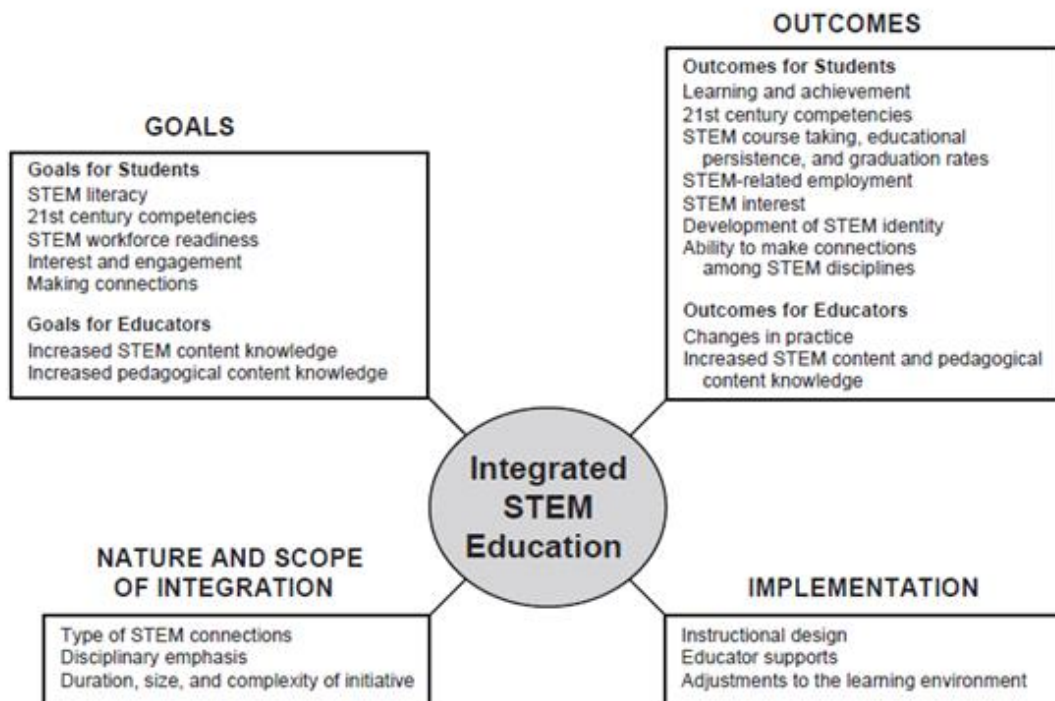 OUTCOMES
Outcomes for Students
Learning and achievement
21st century competencies
STEM course taking, educational
persistence, and graduation rates
STEM-related employment
STEM interest
Development of STEM identity
Ability to make connections
among STEM disciplines
Outcomes for Educators
Changes in practice
Increased STEM content and pedagogical
content knowledge
GOALS
Goals for Students
STEM literacy
21st century competencies
STEM workforce readiness
Interest and engagement
Making connections
Goals for Educators
Increased STEM content knowledge
Increased pedagogical content knowledge
Integrated
STEM
Education
NATURE AND SCOPE
OF INTEGRATION
Type of STEM connections
Disciplinary emphasis
Duration, size, and complexity of initiative
IMPLEMENTATION
Instructional design
Educator supports
Adjustments to the learning environment